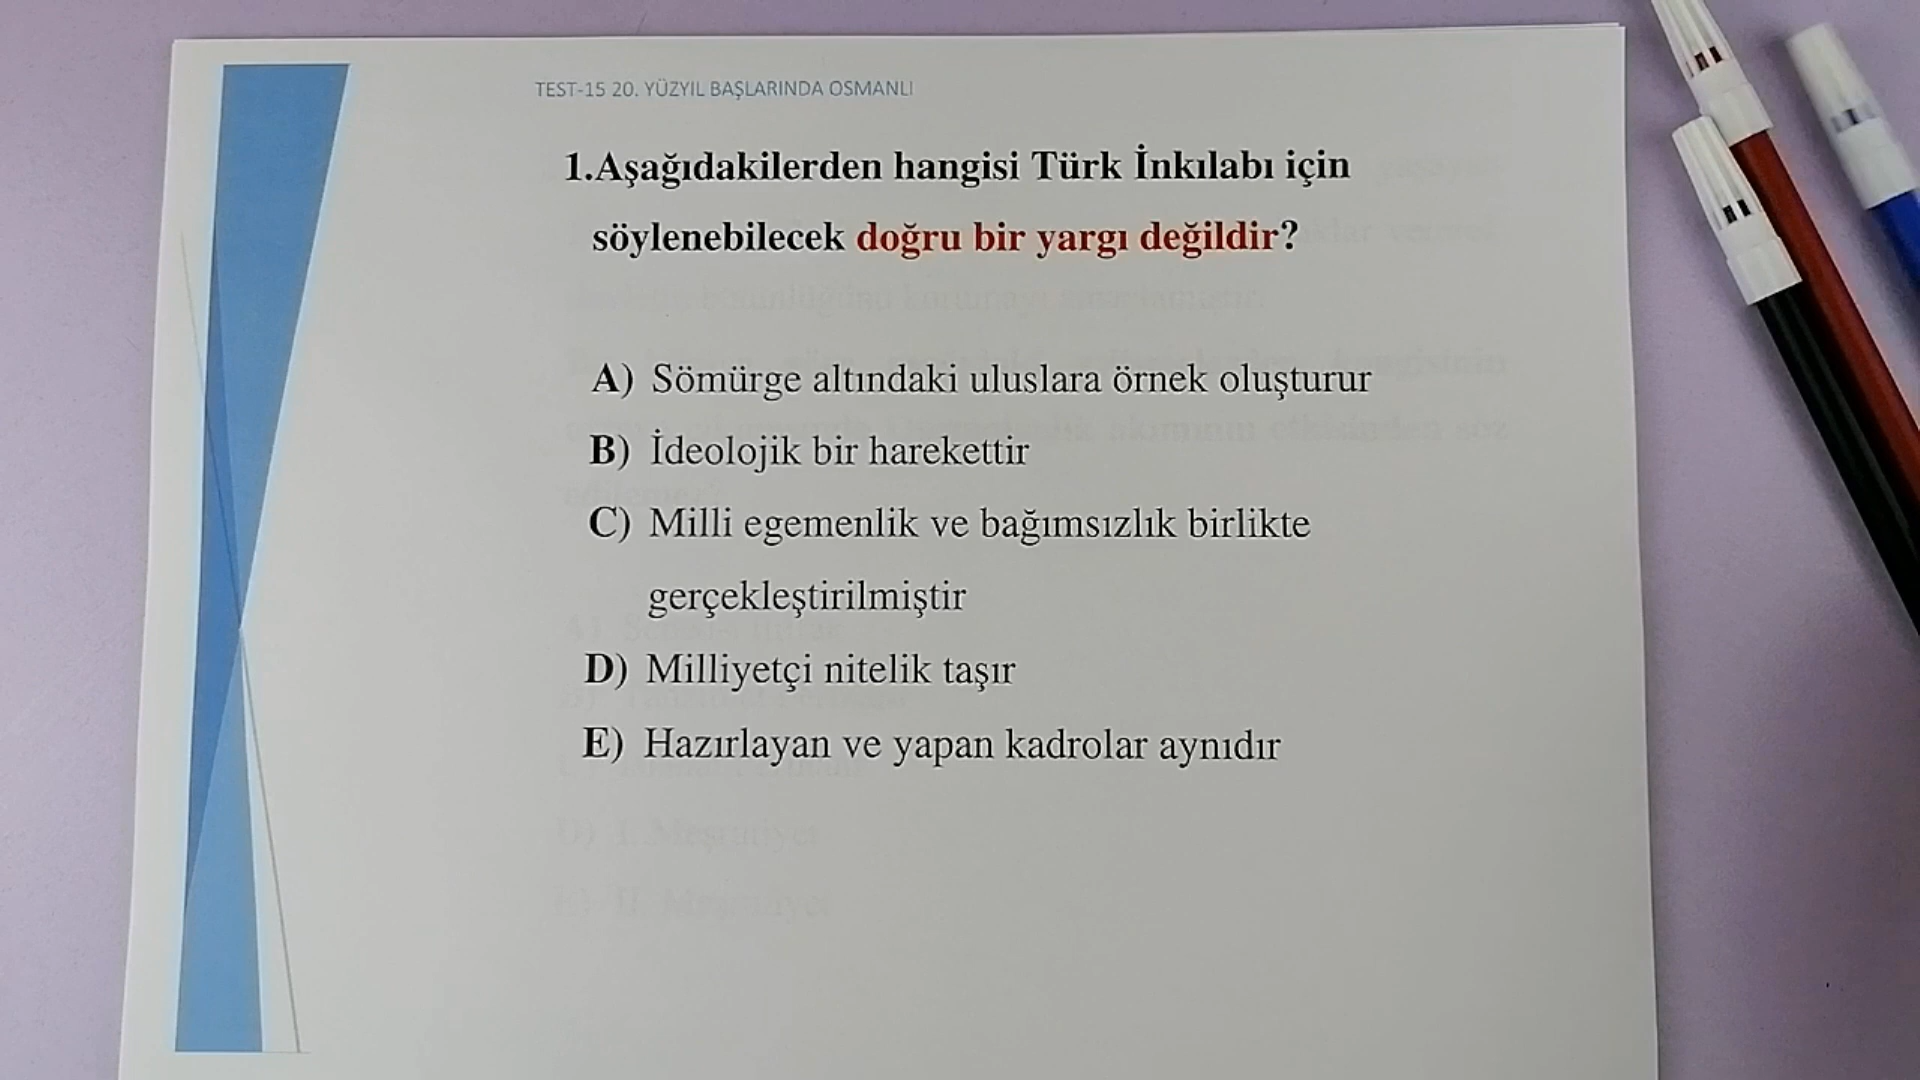 TEST-15 20. YÜZYIL BAŞLARINDA OSMANLI
1.Aşağıdakilerden hangisi Türk İnkılabı için
söylenebilecek doğru bir yargı değildir?
A) Sömürge altındaki uluslara örnek oluşturur
B) İdeolojik bir harekettir
C) Milli egemenlik ve bağımsızlık birlikte
gerçekleştirilmiştir
D) Milliyetçi nitelik taşır
E) Hazırlayan ve yapan kadrolar aynıdır